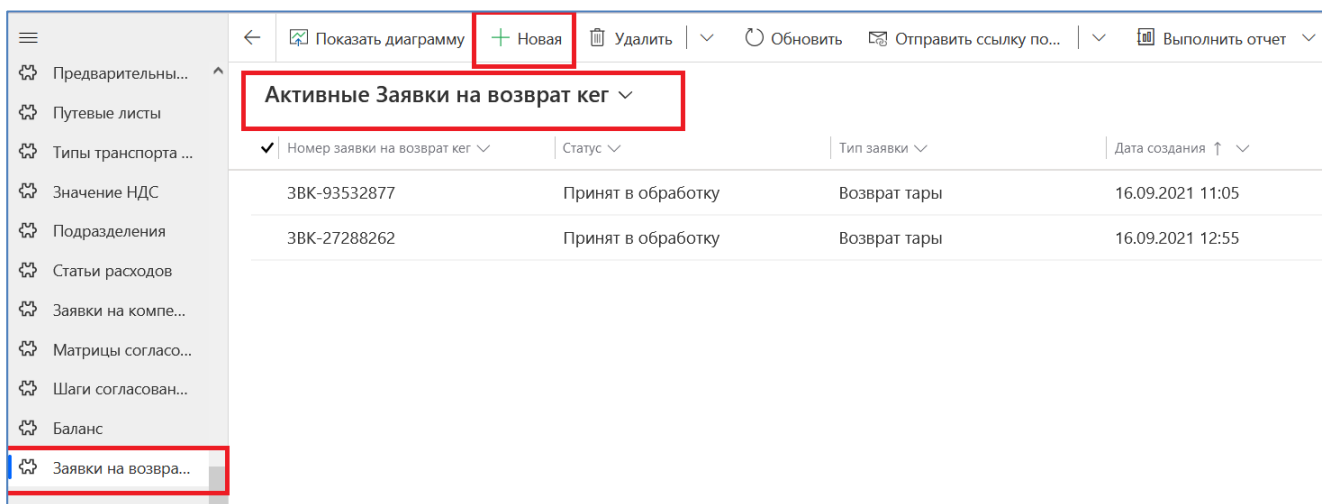 Показать диаграмму Новая Удалить Обновить Отправить ссылку по... Выполнить отчет
Предварительны...
Путевые листы
Типы транспорта ...
Значение НДС
Подразделения
Статьи расходов
Заявки на компе...
Матрицы согласо...
Шаги согласован...
Баланс
Заявки на возвра...
Активные Заявки на возврат кег
Номер заявки на возврат кег Статус Тип заявки Дата создания ↑
ЗВК-93532877 Принят в обработку Возврат тары 16.09.2021 11:05
ЗВК-27288262 Принят в обработку Возврат тары 16.09.2021 12:55